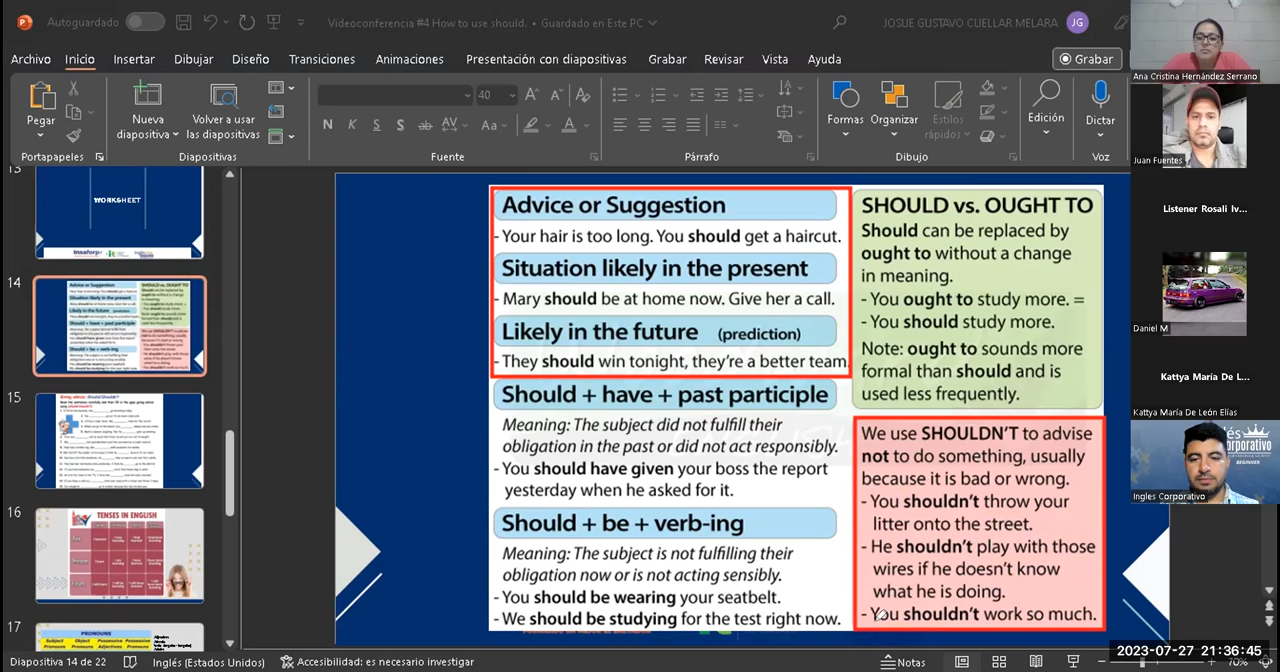 Autoguardado
Videoconferencia #4 How to use should. • Guardado en Este PC
JOSUE GUSTAVO CUELLAR MELARA
JG
Archivo Inicio Insertar Dibujar Diseño Transiciones Animaciones Presentación con diapositivas Grabar Revisar Vista Ayuda
Grabar
Pegar
Nueva diapositiva
Volver a usar las diapositivas
40
N K S S ab AV Aa A
Formas Organizar Estilos rápidos Edición Dictar
Portapapeles Diapositivas Fuente Párrafo Dibujo Voz
13
WORKSHEET
14
15
16
TENSES IN ENGLISH
17
PRONOUNS
Advice or Suggestion
- Your hair is too long. You should get a haircut.
Situation likely in the present
- Mary should be at home now. Give her a call.
Likely in the future (prediction)
- They should win tonight, they're a better team.
Should + have + past participle
Meaning: The subject did not fulfill their
obligation in the past or did not act responsibly.
- You should have given your boss the report
yesterday when he asked for it.
Should + be + verb-ing
Meaning: The subject is not fulfilling their
obligation now or is not acting sensibly.
- You should be wearing your seatbelt.
- We should be studying for the test right now.
SHOULD vs. OUGHT TO
Should can be replaced by
ought to without a change
in meaning.
- You ought to study more. =
- You should study more.
Note: ought to sounds more
formal than should and is
used less frequently.
We use SHOULDN'T to advise
not to do something, usually
because it is bad or wrong.
- You shouldn't throw your
litter onto the street.
- He shouldn't play with those
wires if he doesn't know
what he is doing.
- You shouldn't work so much.
Ana Cristina Hernández Serrano
Juan Fuentes
Listener Rosali Iv...
Daniel M
Kattya María De L...
Kattya María De León Elías
Ingles Corporativo
Diapositiva 14 de 22
Inglés (Estados Unidos)
Accesibilidad: es necesario investigar
Notas
70%
2023-07-27 21:36:45